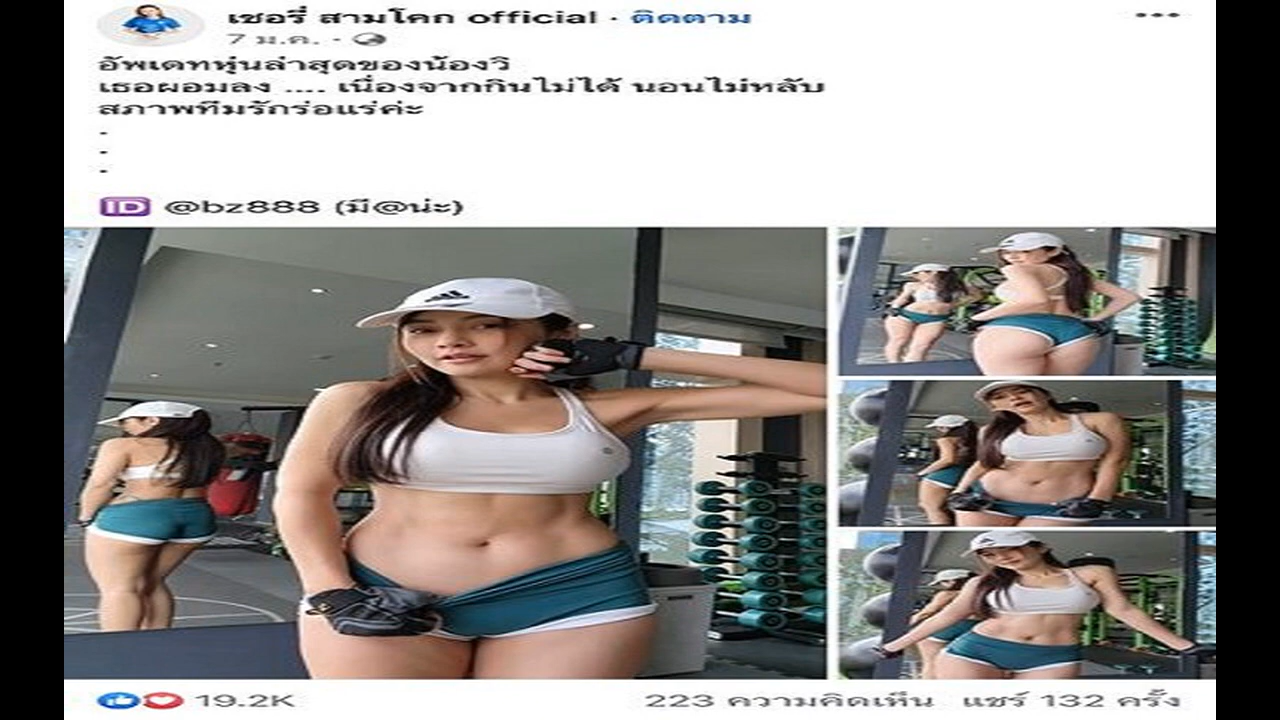 เชอรี่ สามโคก official · ติดตาม
7 ม.ค. ·
อัพเดทหุ่นล่าสุดของน้องวิ
เธอผอมลง .... เนื่องจากกินไม่ได้ นอนไม่หลับ
สภาพทีมรักร่อแร่ค่ะ
.
.
.
ID @bz888 (มี@น่ะ)
19.2K 223 ความคิดเห็น แชร์ 132 ครั้ง